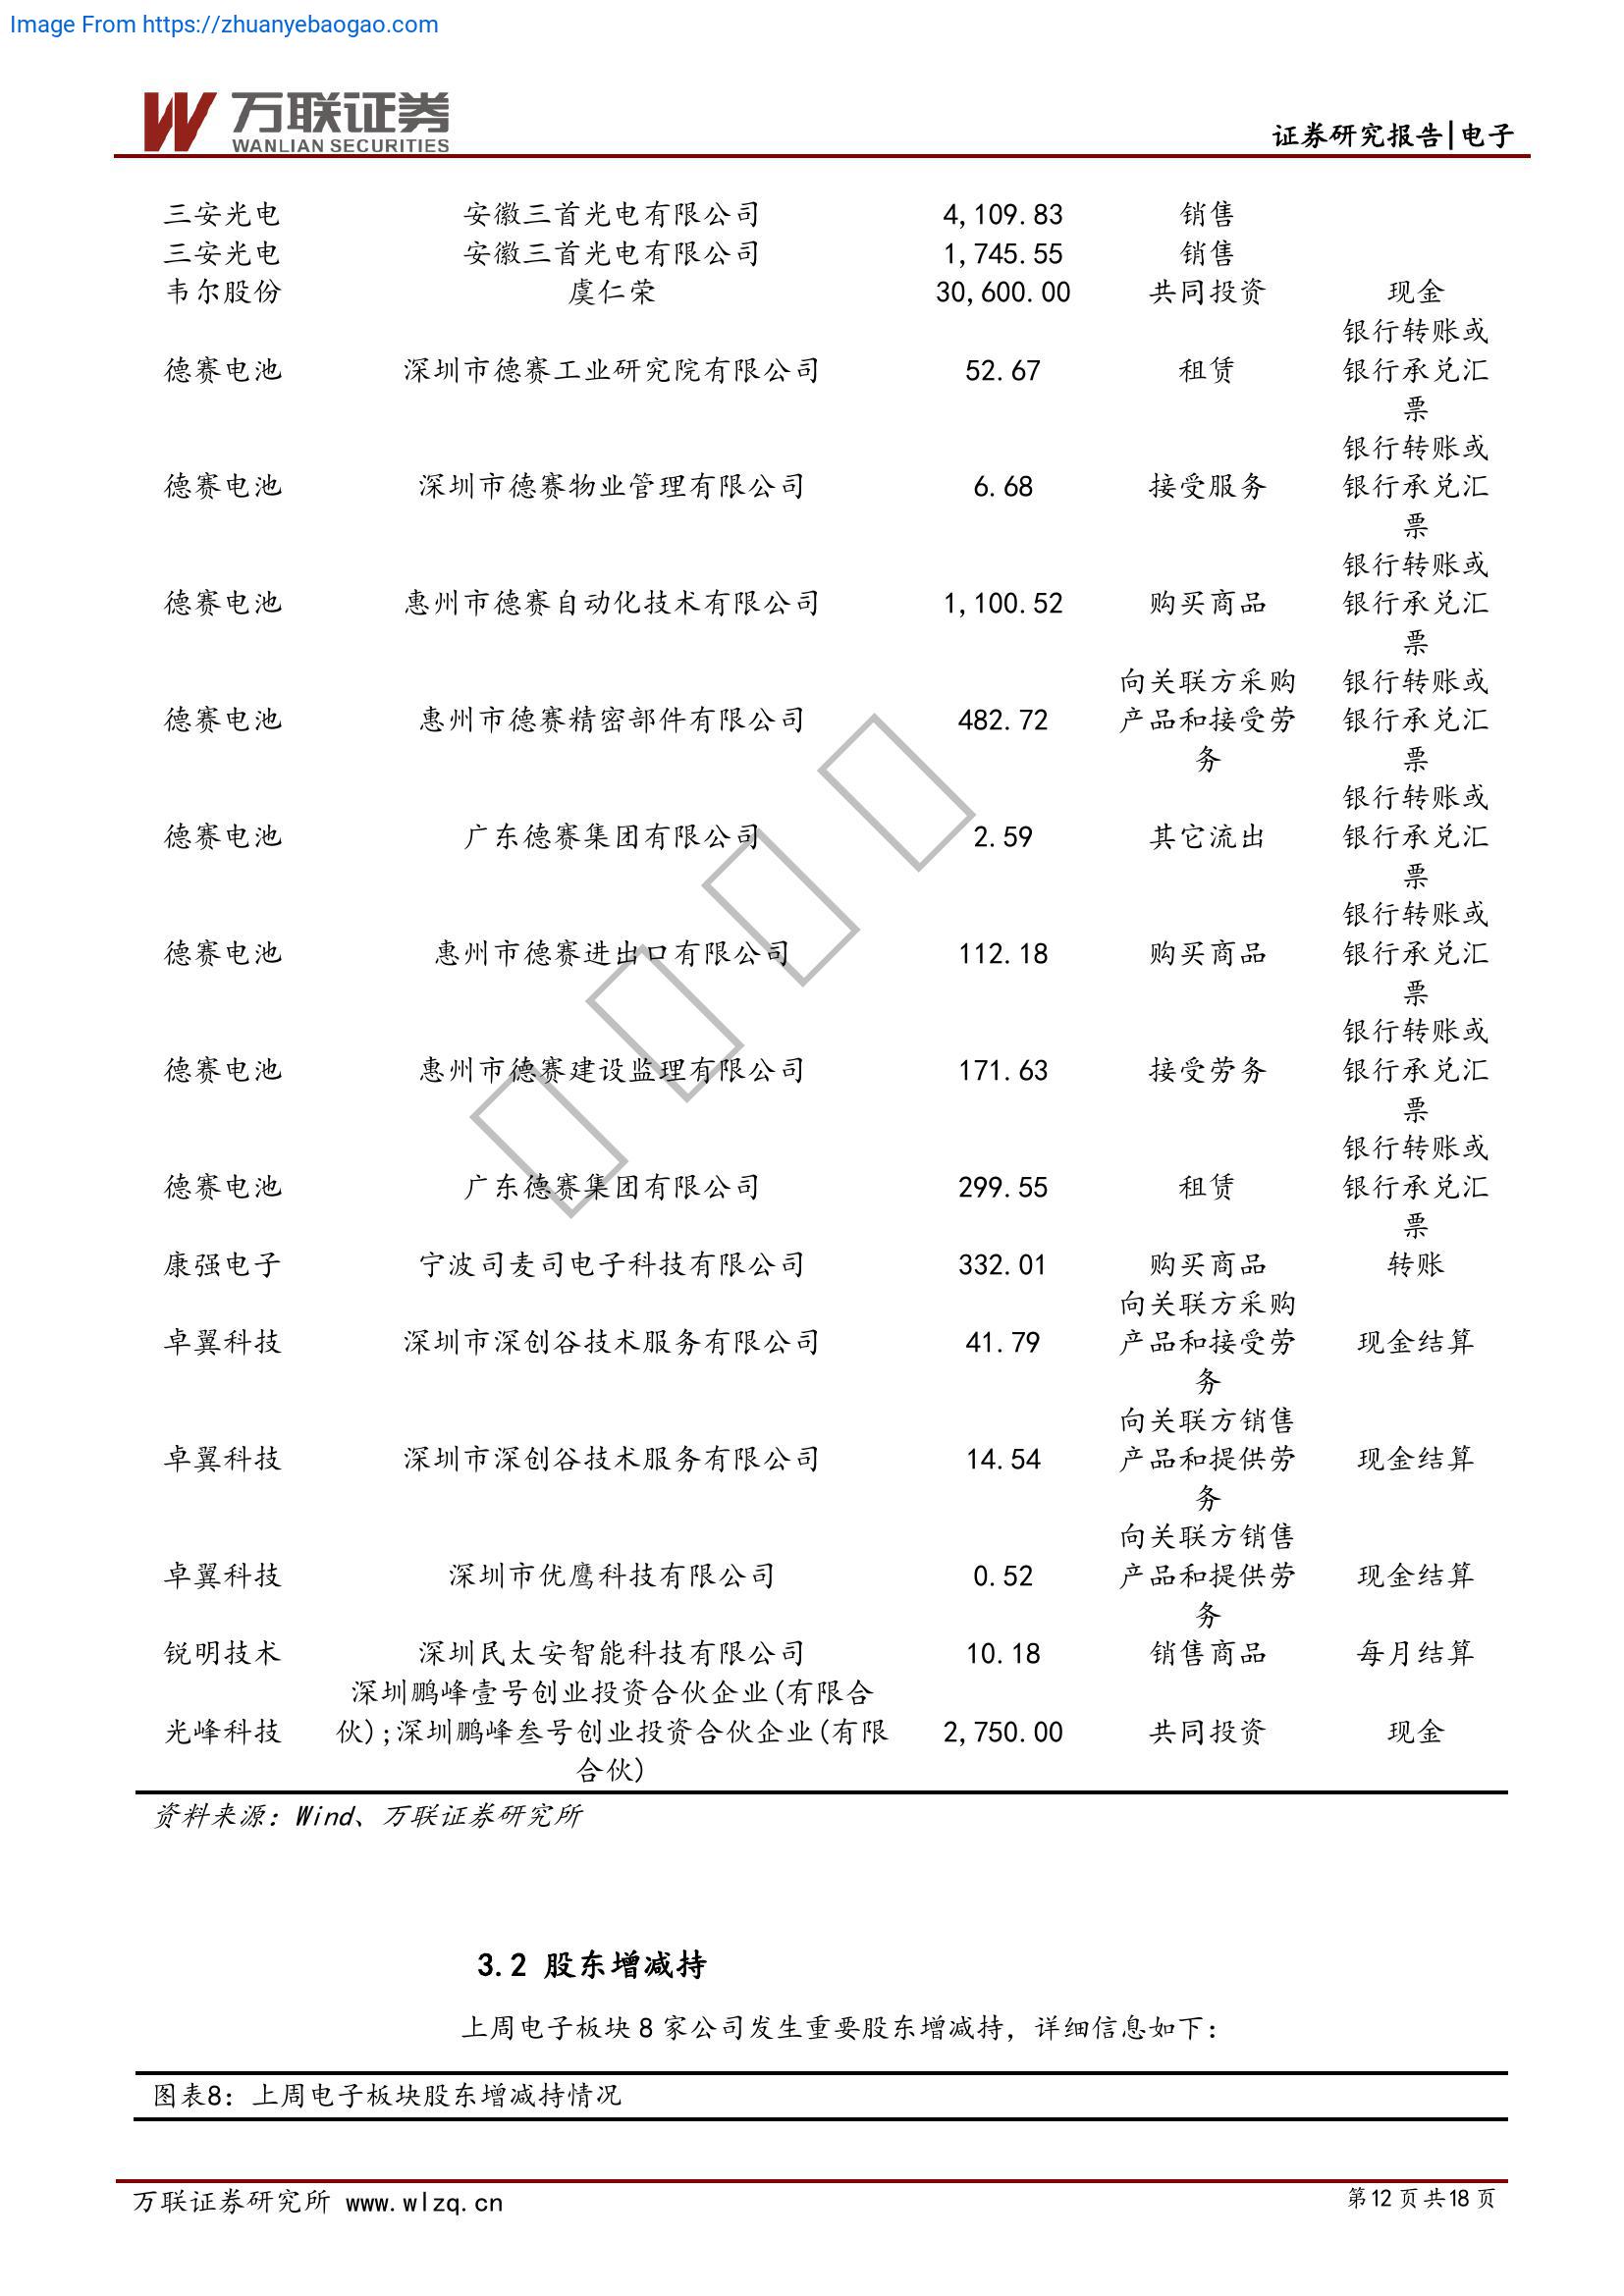 Image From https://zhuanyebaogao.com
万联证券
WANLIAN SECURITIES
证券研究报告|电子
三安光电 安徽三首光电有限公司 4,109.83 销售
三安光电 安徽三首光电有限公司 1,745.55 销售
韦尔股份 虞仁荣 30,600.00 共同投资 现金
银行转账或
德赛电池 深圳市德赛工业研究院有限公司 52.67 租赁 银行承兑汇
票
银行转账或
德赛电池 深圳市德赛物业管理有限公司 6.68 接受服务 银行承兑汇
票
银行转账或
德赛电池 惠州市德赛自动化技术有限公司 1,100.52 购买商品 银行承兑汇
票
向关联方采购 银行转账或
德赛电池 惠州市德赛精密部件有限公司 482.72 产品和接受劳 银行承兑汇
务 票
银行转账或
德赛电池 广东德赛集团有限公司 2.59 其它流出 银行承兑汇
票
银行转账或
德赛电池 惠州市德赛进出口有限公司 112.18 购买商品 银行承兑汇
票
银行转账或
德赛电池 惠州市德赛建设监理有限公司 171.63 接受劳务 银行承兑汇
票
银行转账或
德赛电池 广东德赛集团有限公司 299.55 租赁 银行承兑汇
票
康强电子 宁波司麦司电子科技有限公司 332.01 购买商品 转账
向关联方采购
卓翼科技 深圳市深创谷技术服务有限公司 41.79 产品和接受劳 现金结算
务
向关联方销售
卓翼科技 深圳市深创谷技术服务有限公司 14.54 产品和提供劳 现金结算
务
向关联方销售
卓翼科技 深圳市优鹰科技有限公司 0.52 产品和提供劳 现金结算
务
锐明技术 深圳民太安智能科技有限公司 10.18 销售商品 每月结算
深圳鹏峰壹号创业投资合伙企业(有限合
光峰科技 伙);深圳鹏峰叁号创业投资合伙企业(有限 2,750.00 共同投资 现金
合伙)
资料来源：Wind、万联证券研究所
3.2 股东增减持
上周电子板块8家公司发生重要股东增减持，详细信息如下：
图表8：上周电子板块股东增减持情况
万联证券研究所 www.wlzq.cn 第12页共18页